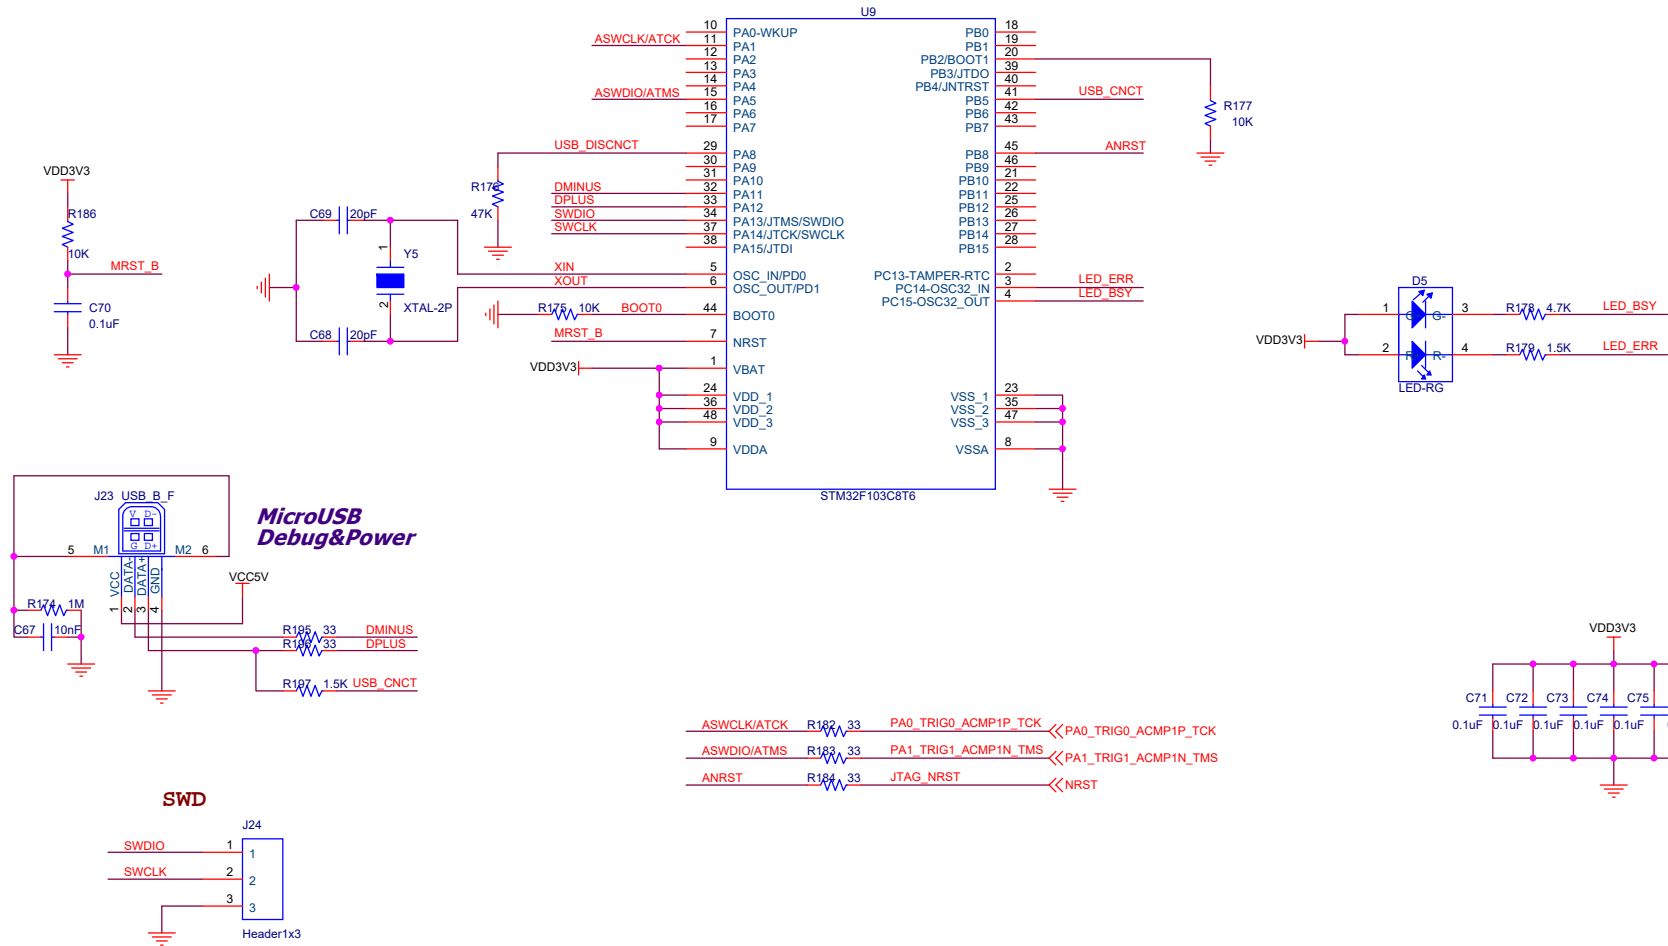 U9
10 PA0-WKUP
ASWCLK/ATCK 11 PA1
12 PA2
13 PA3
14 PA4
ASWDIO/ATMS 15 PA5
16 PA6
17 PA7
USB_DISCNCT 29 PA8
30 PA9
31 PA10
DMINUS 32 PA11
DPLUS 33 PA12
SWDIO 34 PA13/JTMS/SWDIO
SWCLK 37 PA14/JTCK/SWCLK
38 PA15/JTDI
XIN 5 OSC_IN/PD0
XOUT 6 OSC_OUT/PD1
R175 10K BOOT0 44 BOOT0
MRST_B 7 NRST
VDD3V3 1 VBAT
24 VDD_1
36 VDD_2
48 VDD_3
9 VDDA
PB0 18
PB1 19
PB2/BOOT1 20
PB3/JTDO 39
PB4/JNTRST 40
PB5 41 USB_CNCT
PB6 42
PB7 43
PB8 45 ANRST
PB9 46
PB10 21
PB11 22
PB12 25
PB13 26
PB14 27
PB15 28
PC13-TAMPER-RTC 2
PC14-OSC32_IN 3 LED_ERR
PC15-OSC32_OUT 4 LED_BSY
VSS_1 23
VSS_2 35
VSS_3 47
VSSA 8
STM32F103C8T6
R177
10K
47K
VDD3V3
R186
10K
MRST_B
C70
0.1uF
C69 20pF
1
Y5
2
XTAL-2P
C68 20pF
D5
1 G- 3 R178 4.7K LED_BSY
VDD3V3
2 R- 4 R179 1.5K LED_ERR
LED-RG
J23 USB_B_F
V D-
G D+
5 M1 M2 6
VCC
DATA-
DATA+
GND
1 2 3 4
VCC5V
MicroUSB
Debug&Power
R174 1M
C67 10nF
R195 33 DMINUS
33 DPLUS
R197 1.5K USB_CNCT
ASWCLK/ATCK R182 33 PA0_TRIG0_ACMP1P_TCK PA0_TRIG0_ACMP1P_TCK
ASWDIO/ATMS R183 33 PA1_TRIG1_ACMP1N_TMS PA1_TRIG1_ACMP1N_TMS
ANRST R184 33 JTAG_NRST NRST
VDD3V3
C71 C72 C73 C74 C75
0.1uF 0.1uF 0.1uF 0.1uF
SWD
J24
SWDIO 1 1
SWCLK 2 2
3 3
Header1x3